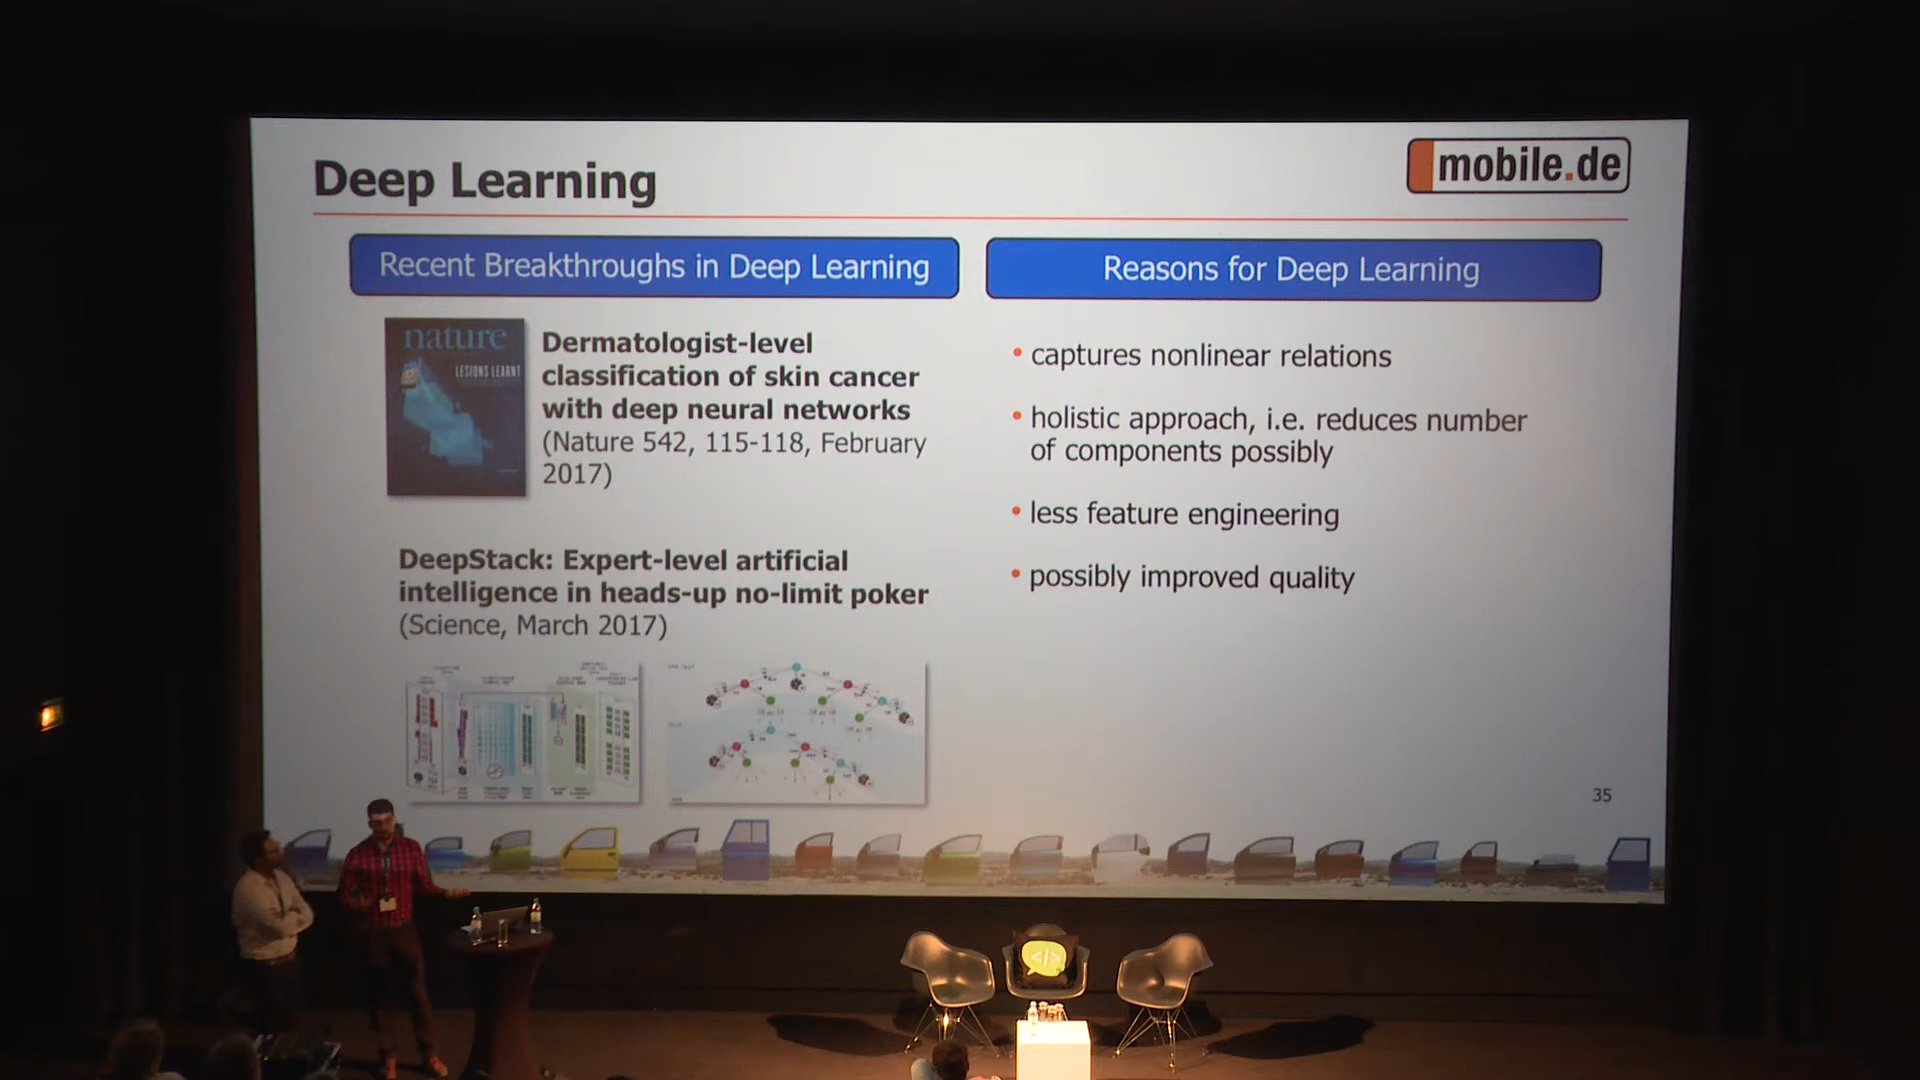 Deep Learning
mobile.de
Recent Breakthroughs in Deep Learning
nature
LESIONS LEARNT
Dermatologist-level
classification of skin cancer
with deep neural networks
(Nature 542, 115-118, February
2017)
DeepStack: Expert-level artificial
intelligence in heads-up no-limit poker
(Science, March 2017)
Reasons for Deep Learning
• captures nonlinear relations
• holistic approach, i.e. reduces number
of components possibly
• less feature engineering
• possibly improved quality
35
</>